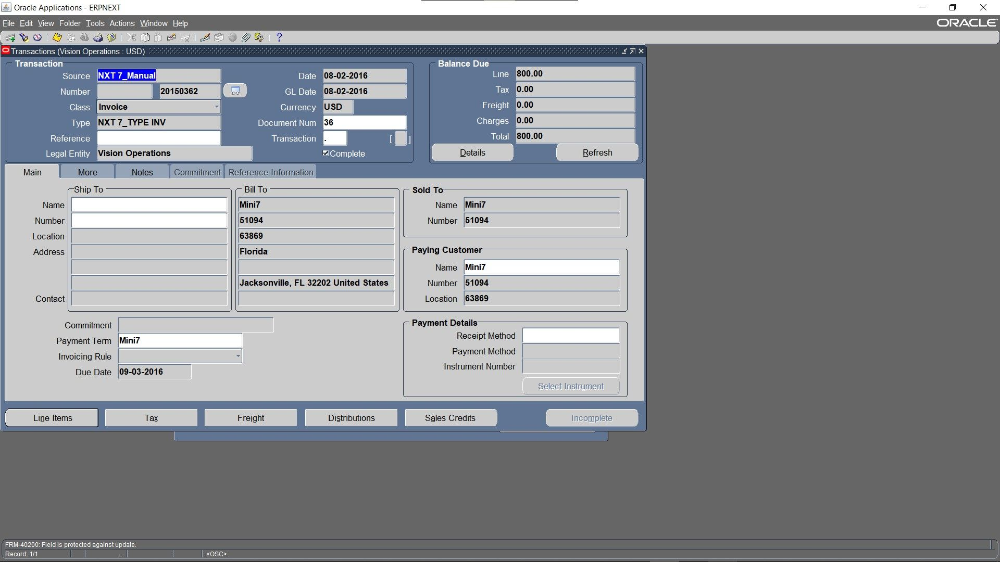 Oracle Applications - ERPNEXT
File Edit View Folder Tools Actions Window Help
ORACLE
Transactions (Vision Operations : USD)
Transaction
Source NXT 7_Manual
Number 20150362
Class Invoice
Type NXT 7_TYPE INV
Reference
Legal Entity Vision Operations
Date 08-02-2016
GL Date 08-02-2016
Currency USD
Document Num 36
Transaction . [ ]
Complete
Balance Due
Line 800.00
Tax 0.00
Freight 0.00
Charges 0.00
Total 800.00
Details Refresh
Main More Notes Commitment Reference Information
Ship To
Name
Number
Location
Address
Contact
Bill To
Mini7
51094
63869
Florida
Jacksonville, FL 32202 United States
Sold To
Name Mini7
Number 51094
Paying Customer
Name Mini7
Number 51094
Location 63869
Commitment
Payment Term Mini7
Invoicing Rule
Due Date 09-03-2016
Payment Details
Receipt Method
Payment Method
Instrument Number
Select Instrument
Line Items Tax Freight Distributions Sales Credits Incomplete
FRM-40200: Field is protected against update.
Record: 1/1 ... <OSC>